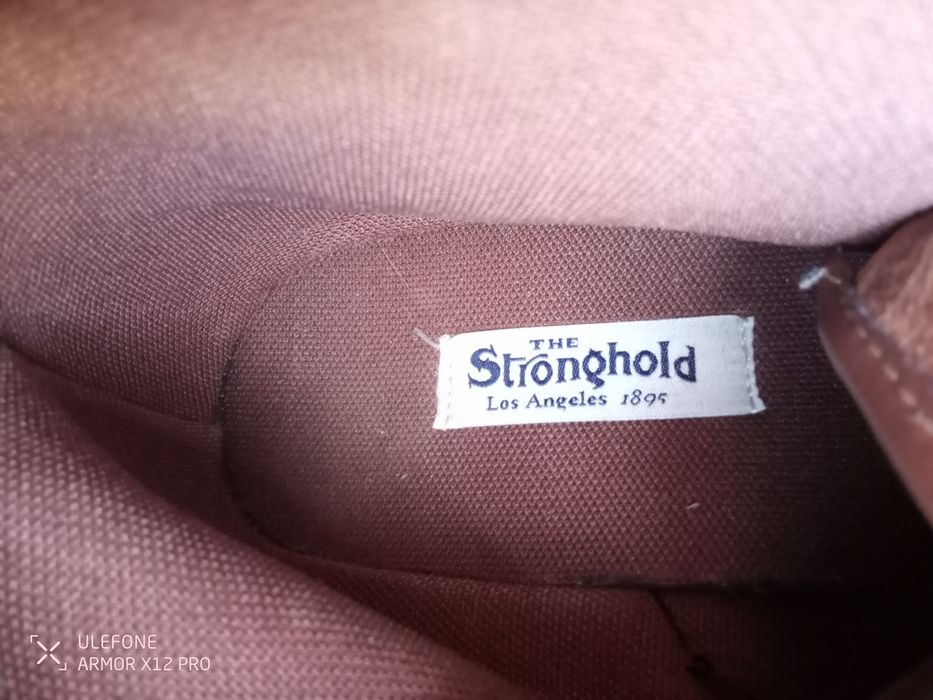 THE
Stronghold
Los Angeles 1895
ULEFONE
ARMOR X12 PRO